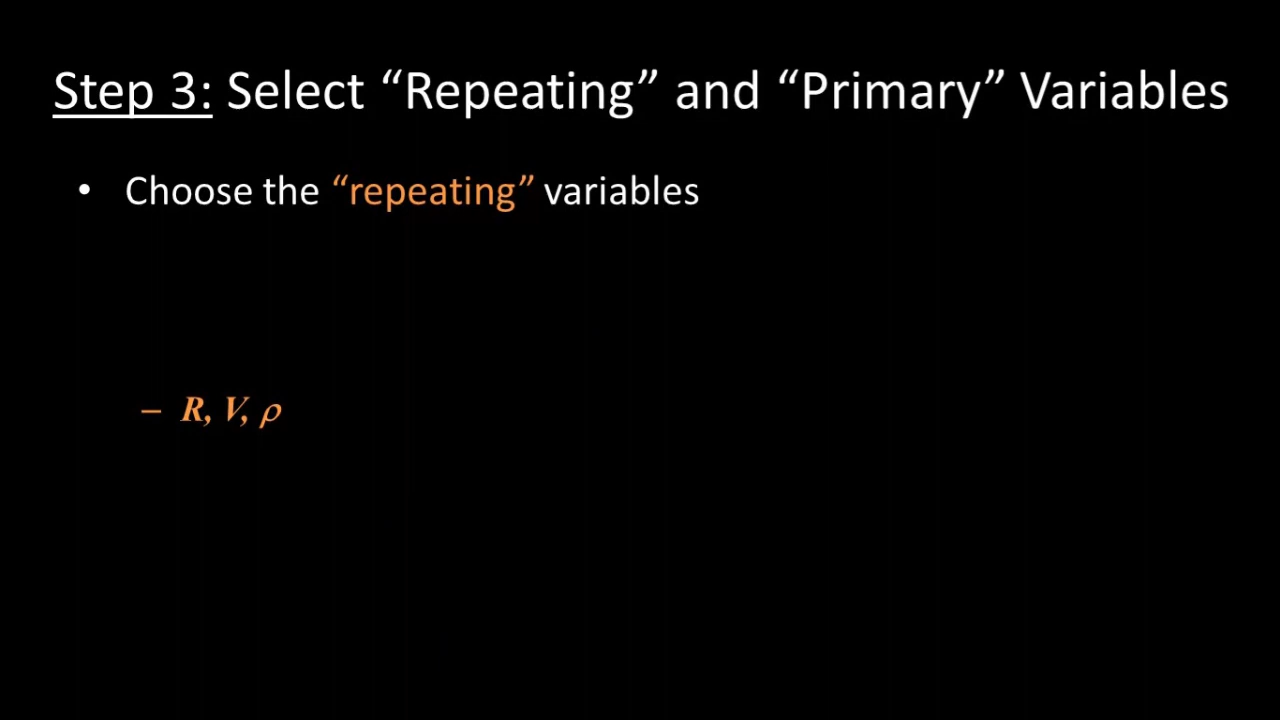 Step 3: Select “Repeating” and “Primary” Variables
• Choose the “repeating” variables
– R, V, ρ